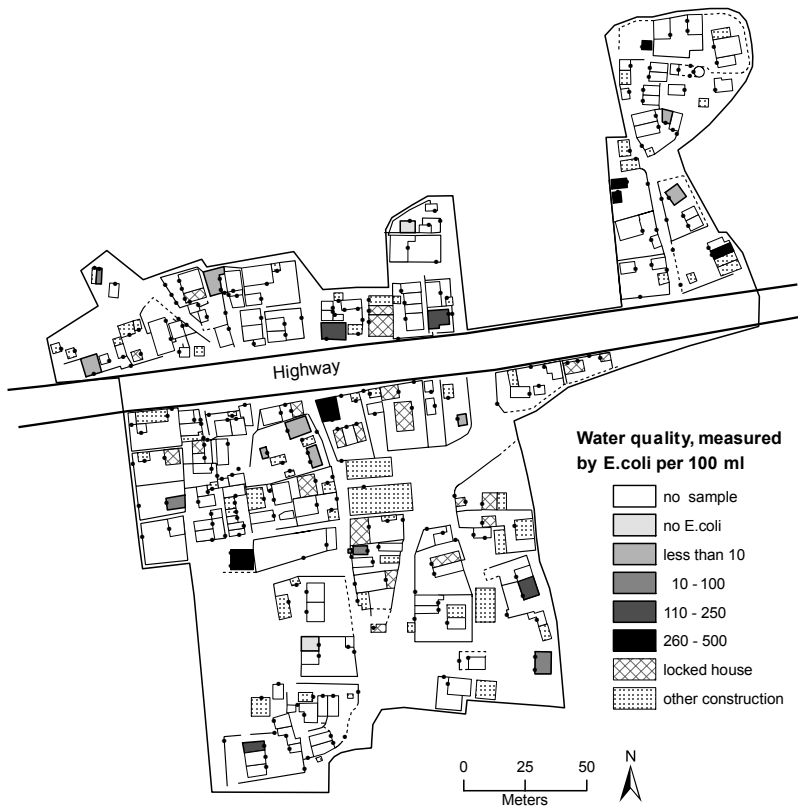 Highway
Water quality, measured
by E.coli per 100 ml
no sample
no E.coli
less than 10
10 - 100
110 - 250
260 - 500
locked house
other construction
N
0 25 50
Meters